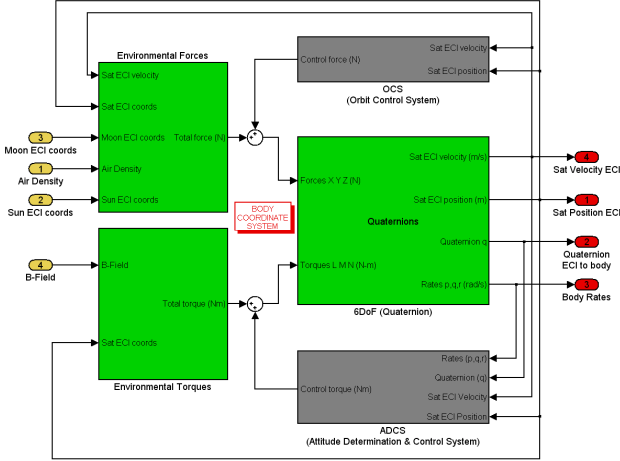 Environmental Forces
Sat ECI velocity
Sat ECI coords
Moon ECI coords
Total force (N)
Air Density
Sun ECI coords
3
Moon ECI coords
1
Air Density
2
Sun ECI coords
Control force (N)
Sat ECI velocity
Sat ECI position
OCS
(Orbit Control System)
BODY
COORDINATE
SYSTEM
Forces X Y Z (N)
Sat ECI velocity (m/s)
Sat ECI position (m)
Quaternions
Quaternion q
Torques L M N (N-m)
Rates p,q,r (rad/s)
6DoF (Quaternion)
4
Sat Velocity ECI
1
Sat Position ECI
2
Quaternion
ECI to body
3
Body Rates
4
B-Field
B-Field
Total torque (Nm)
Sat ECI coords
Environmental Torques
Rates (p,q,r)
Quaternion (q)
Control torque (Nm)
Sat ECI Velocity
Sat ECI Position
ADCS
(Attitude Determination & Control System)